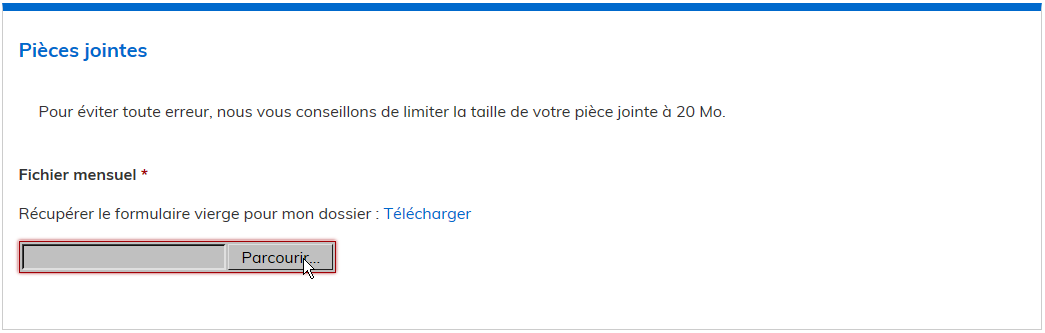 Pièces jointes
Pour éviter toute erreur, nous vous conseillons de limiter la taille de votre pièce jointe à 20 Mo.
Fichier mensuel *
Récupérer le formulaire vierge pour mon dossier : Télécharger
Parcourir...